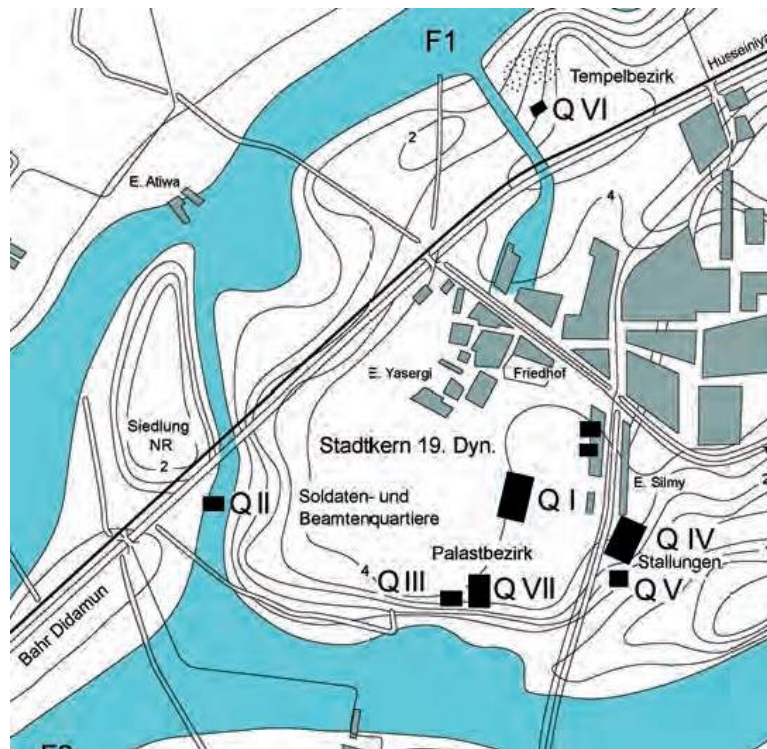 F1
Husseiniya
Tempelbezirk
Q VI
2
E. Atiwa
4
E. Yasergi
Friedhof
Siedlung
NR
2
Stadtkern 19. Dyn.
E. Silmy
2
Q II
Soldaten- und
Beamtenquartiere
Q I
Q IV
Palastbezirk
Stallungen
4
Q III
Q VII
Q V
Bahr Didamun